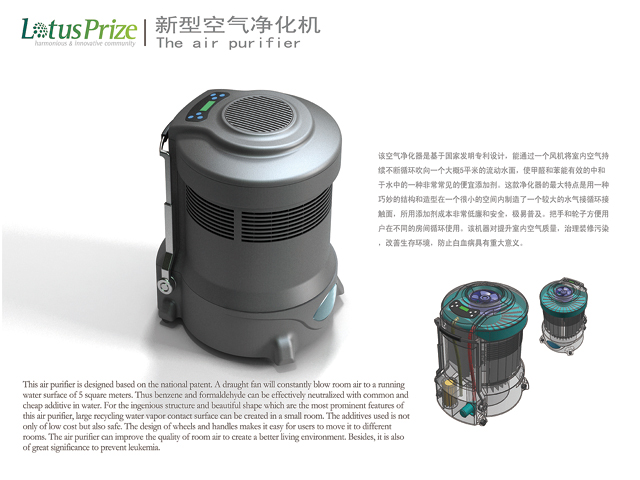 LotusPrize
harmonious & innovative community
新型空气净化机
The air purifier
该空气净化器是基于国家发明专利设计，能通过一个风机将室内空气持
续不断循环吹向一个大概5平米的流动水面，使甲醛和苯能有效的中和
于水中的一种非常常见的便宜添加剂。这款净化器的最大特点是用一种
巧妙的结构和造型在一个很小的空间内制造了一个较大的水气接循环接
触面，所用添加剂成本非常低廉和安全，极易普及。把手和轮子方便用
户在不同的房间循环使用。该机器对提升室内空气质量，治理装修污染
，改善生存环境，防止白血病具有重大意义。
This air purifier is designed based on the national patent. A draught fan will constantly blow room air to a running
water surface of 5 square meters. Thus benzene and formaldehyde can be effectively neutralized with common and
cheap additive in water. For the ingenious structure and beautiful shape which are the most prominent features of
this air purifier, large recycling water vapor contact surface can be created in a small room. The additives used is not
only of low cost but also safe. The design of wheels and handles makes it easy for users to move it to different
rooms. The air purifier can improve the quality of room air to create a better living environment. Besides, it is also
of great significance to prevent leukemia.